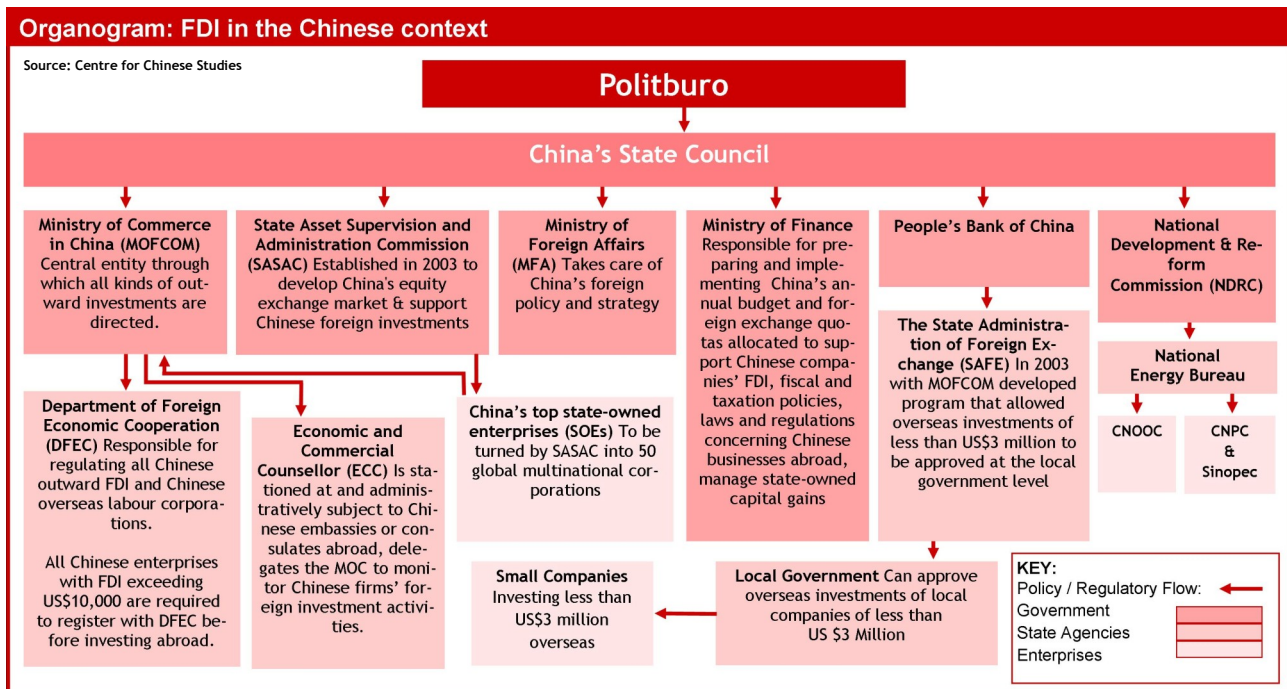 Organogram: FDI in the Chinese context
Source: Centre for Chinese Studies
Politburo
China's State Council
Ministry of Commerce
in China (MOFCOM)
Central entity through
which all kinds of out-
ward investments are
directed.
State Asset Supervision and
Administration Commission
(SASAC) Established in 2003 to
develop China's equity
exchange market & support
Chinese foreign investments
Ministry of
Foreign Affairs
(MFA) Takes care of
China's foreign
policy and strategy
Ministry of Finance
Responsible for pre-
paring and imple-
menting China's an-
nual budget and for-
eign exchange quo-
tas allocated to sup-
port Chinese compa-
nies' FDI, fiscal and
taxation policies,
laws and regulations
concerning Chinese
businesses abroad,
manage state-owned
capital gains
People's Bank of China
National
Development & Re-
form
Commission (NDRC)
The State Administra-
tion of Foreign Ex-
change (SAFE) In 2003
with MOFCOM developed
program that allowed
overseas investments of
less than US$3 million to
be approved at the local
government level
National
Energy Bureau
CNOOC
CNPC
&
Sinopec
Department of Foreign
Economic Cooperation
(DFEC) Responsible for
regulating all Chinese
outward FDI and Chinese
overseas labour corpora-
tions.
All Chinese enterprises
with FDI exceeding
US$10,000 are required
to register with DFEC be-
fore investing abroad.
Economic and
Commercial
Counsellor (ECC) Is sta-
tioned at and adminis-
tratively subject to Chi-
nese embassies or con-
sulates abroad, dele-
gates the MOC to moni-
tor Chinese firms' for-
eign investment activi-
ties.
China's top state-owned
enterprises (SOEs) To be
turned by SASAC into 50
global multinational cor-
porations
Small Companies
Investing less than
US$3 million
overseas
Local Government Can approve
overseas investments of local
companies of less than
US $3 Million
KEY:
Policy / Regulatory Flow:
Government
State Agencies
Enterprises